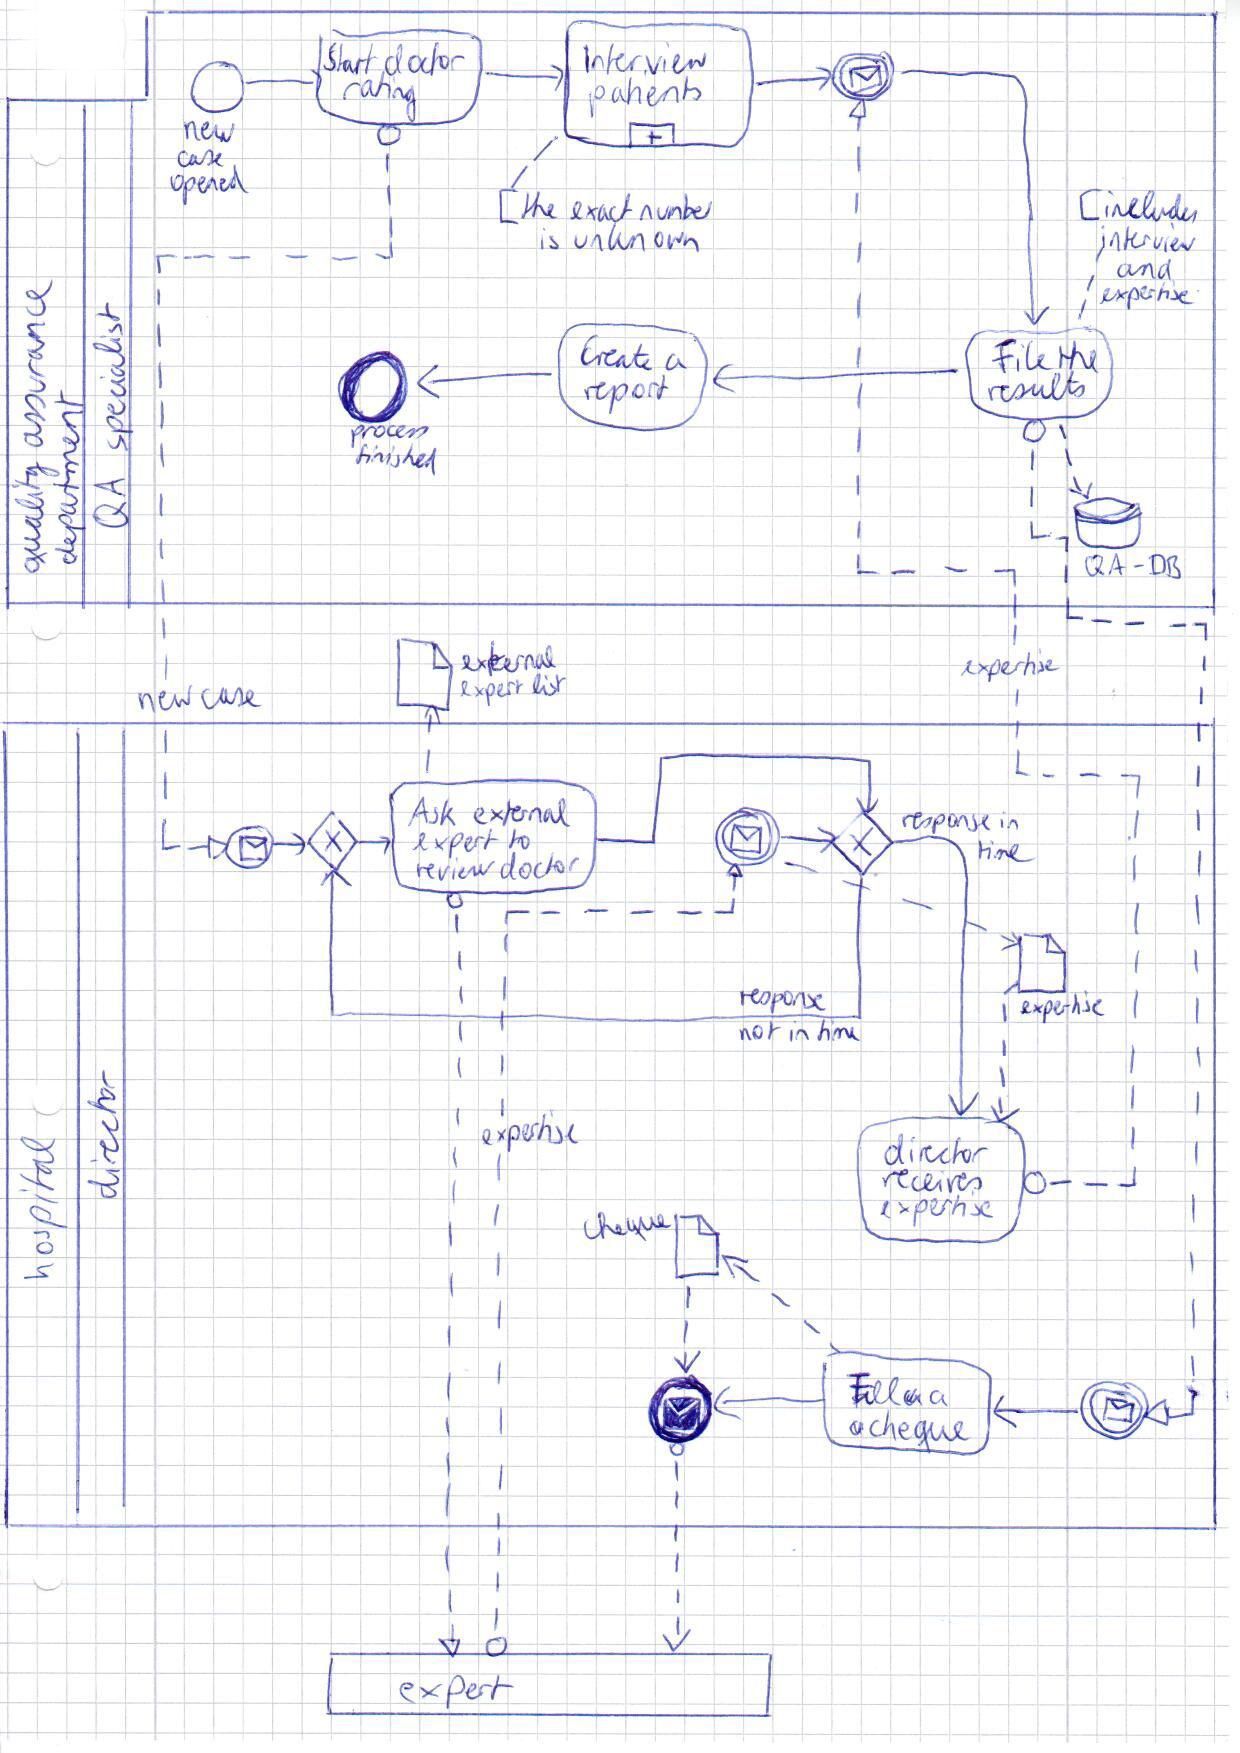 Start doctor
rating
Interview
patients
new
case
opened
the exact number
is unknown
includes
interview
and
expertise
quality assurance
department
QA specialist
File the
results
Create a
report
process
finished
QA-DB
new case
external
expert list
expertise
hospital
director
Ask external
expert to
review doctor
response in
time
response
not in time
expertise
expertise
director
receives
expertise
cheque
a cheque
expert